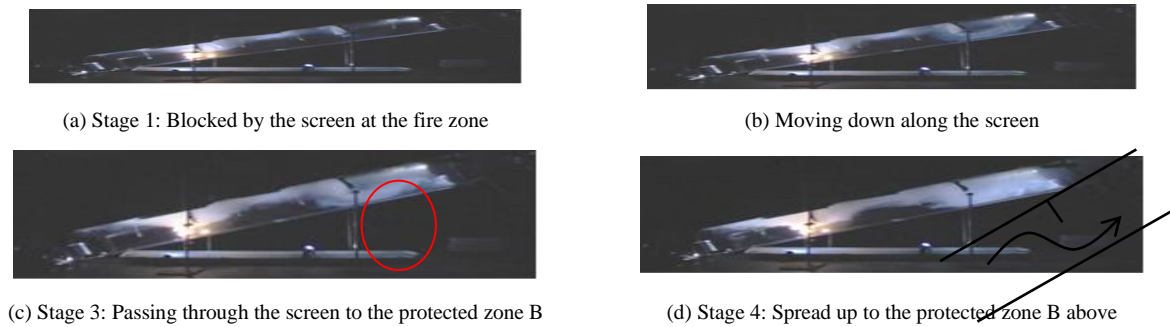 (a) Stage 1: Blocked by the screen at the fire zone
(b) Moving down along the screen
(c) Stage 3: Passing through the screen to the protected zone B
(d) Stage 4: Spread up to the protected zone B above